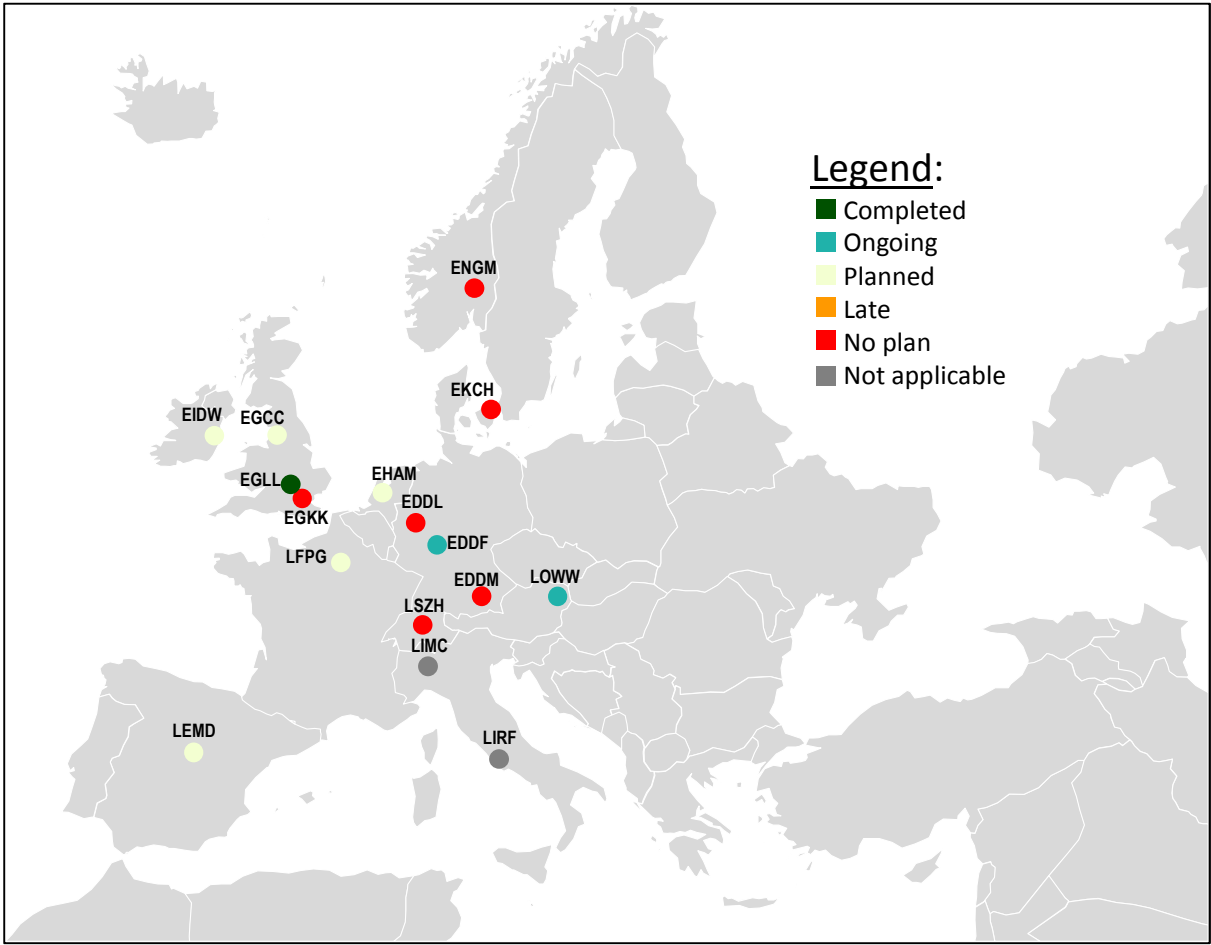 Legend:
Completed
Ongoing
Planned
Late
No plan
Not applicable
ENGM
EKCH
EIDW
EGCC
EGLL
EGKK
EHAM
EDDL
EDDF
LFPG
EDDM
LOWW
LSZH
LIMC
LEMD
LIRF